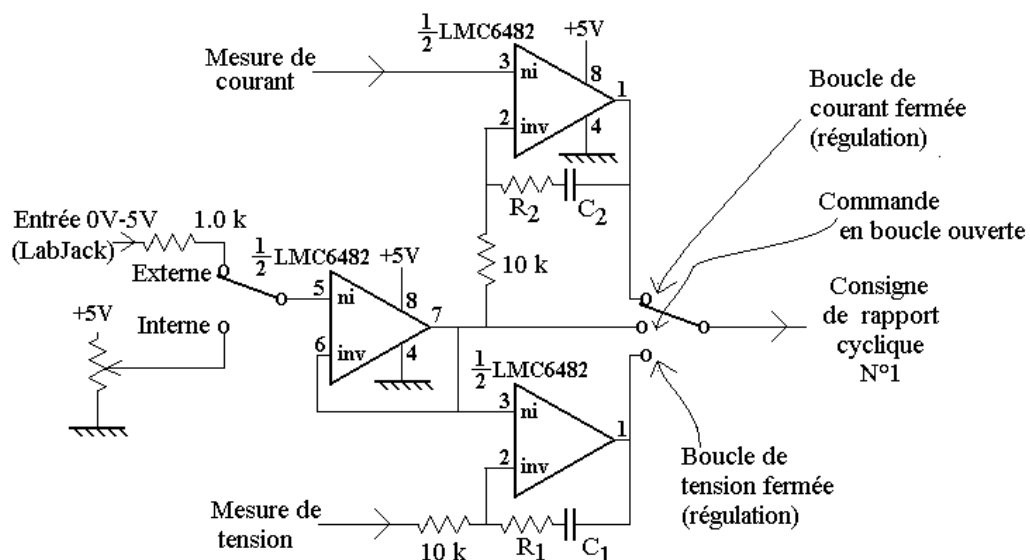 1/2 LMC6482
+5V
Mesure de
courant
3
ni
8
1
2
inv
4
Boucle de
courant fermée
(régulation)
R2
C2
Commande
en boucle ouverte
Entrée 0V-5V
(LabJack)
1.0 k
Externe
1/2 LMC6482
+5V
10 k
5
ni
8
7
6
inv
4
+5V
Interne
Consigne
de rapport
cyclique
N°1
1/2 LMC6482
3
ni
1
2
inv
Boucle de
tension fermée
(régulation)
Mesure de
tension
10 k
R1
C1